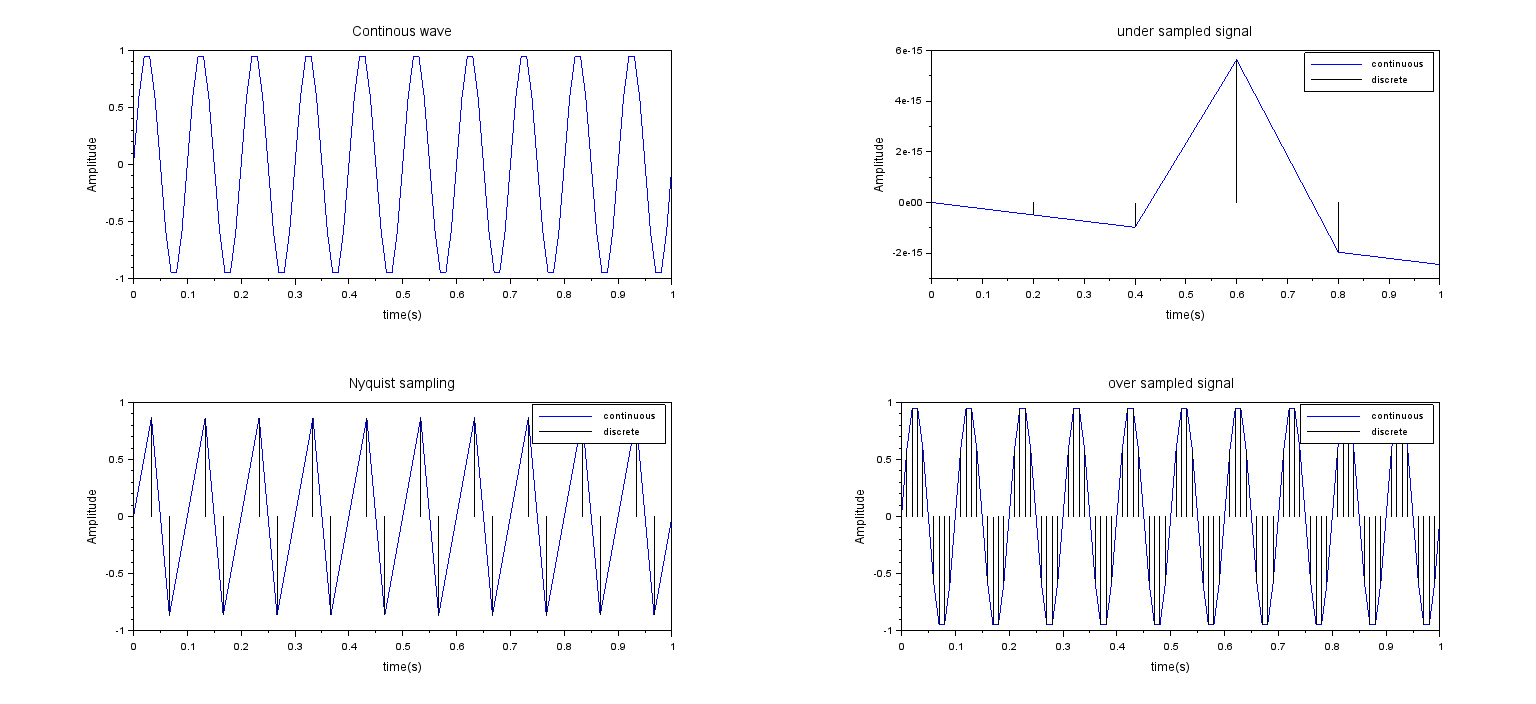 Continous wave
1
0.5
0
-0.5
-1
Amplitude
0 0.1 0.2 0.3 0.4 0.5 0.6 0.7 0.8 0.9 1
time(s)
under sampled signal
6e-15
4e-15
2e-15
0e00
-2e-15
Amplitude
continuous
discrete
0 0.1 0.2 0.3 0.4 0.5 0.6 0.7 0.8 0.9 1
time(s)
Nyquist sampling
1
0.5
0
-0.5
-1
Amplitude
continuous
discrete
0 0.1 0.2 0.3 0.4 0.5 0.6 0.7 0.8 0.9 1
time(s)
over sampled signal
1
0.5
0
-0.5
-1
Amplitude
continuous
discrete
0 0.1 0.2 0.3 0.4 0.5 0.6 0.7 0.8 0.9 1
time(s)